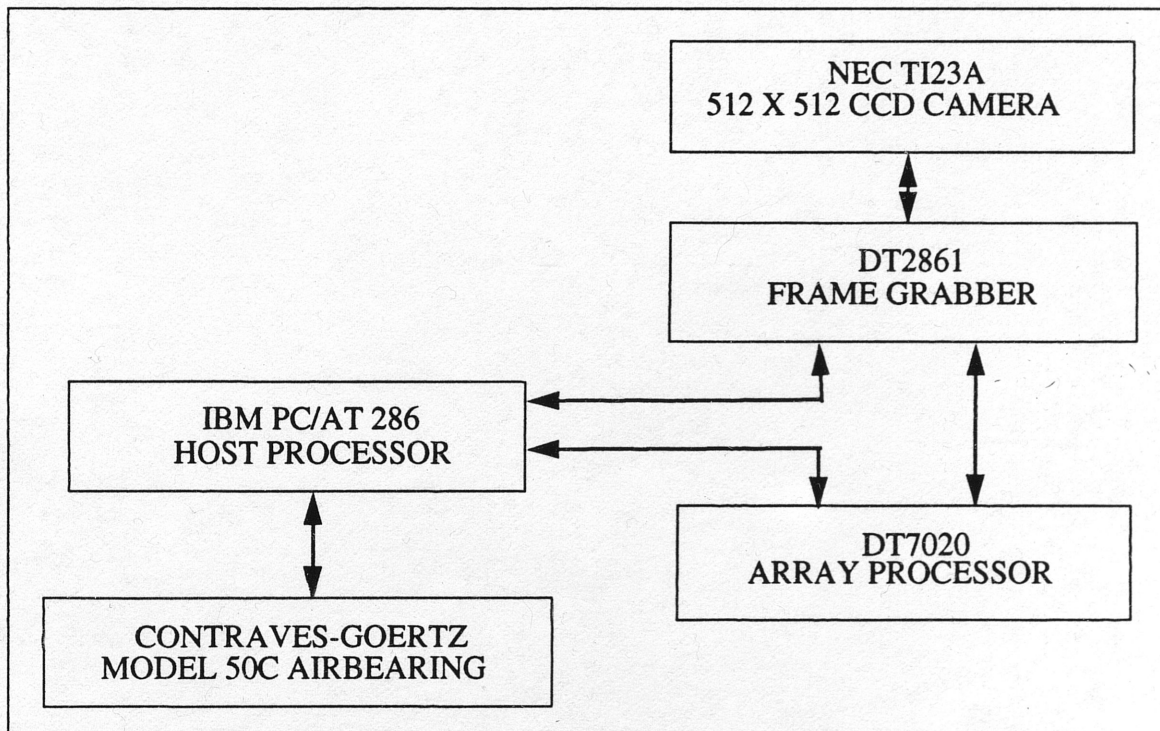 NEC TI23A
512 X 512 CCD CAMERA
DT2861
FRAME GRABBER
IBM PC/AT 286
HOST PROCESSOR
DT7020
ARRAY PROCESSOR
CONTRAVES-GOERTZ
MODEL 50C AIRBEARING